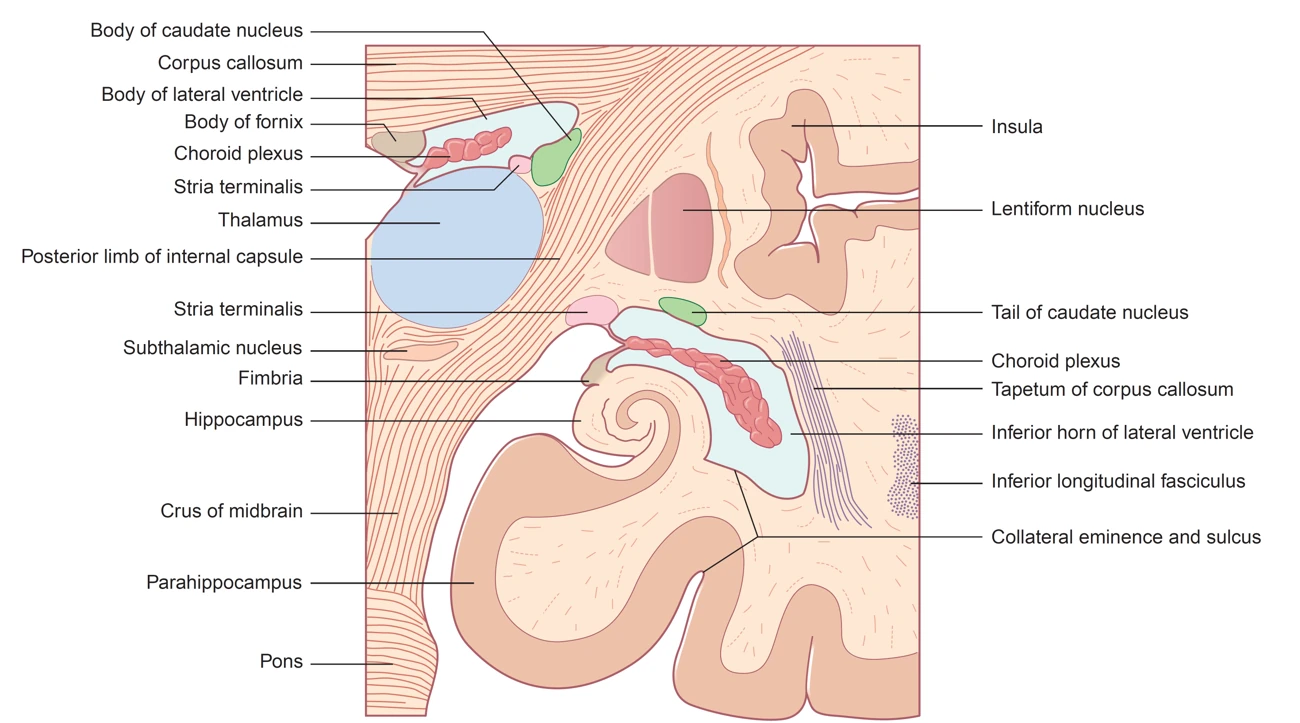 Body of caudate nucleus
Corpus callosum
Body of lateral ventricle
Body of fornix
Choroid plexus
Stria terminalis
Thalamus
Posterior limb of internal capsule
Stria terminalis
Subthalamic nucleus
Fimbria
Hippocampus
Crus of midbrain
Parahippocampus
Pons
Insula
Lentiform nucleus
Tail of caudate nucleus
Choroid plexus
Tapetum of corpus callosum
Inferior horn of lateral ventricle
Inferior longitudinal fasciculus
Collateral eminence and sulcus